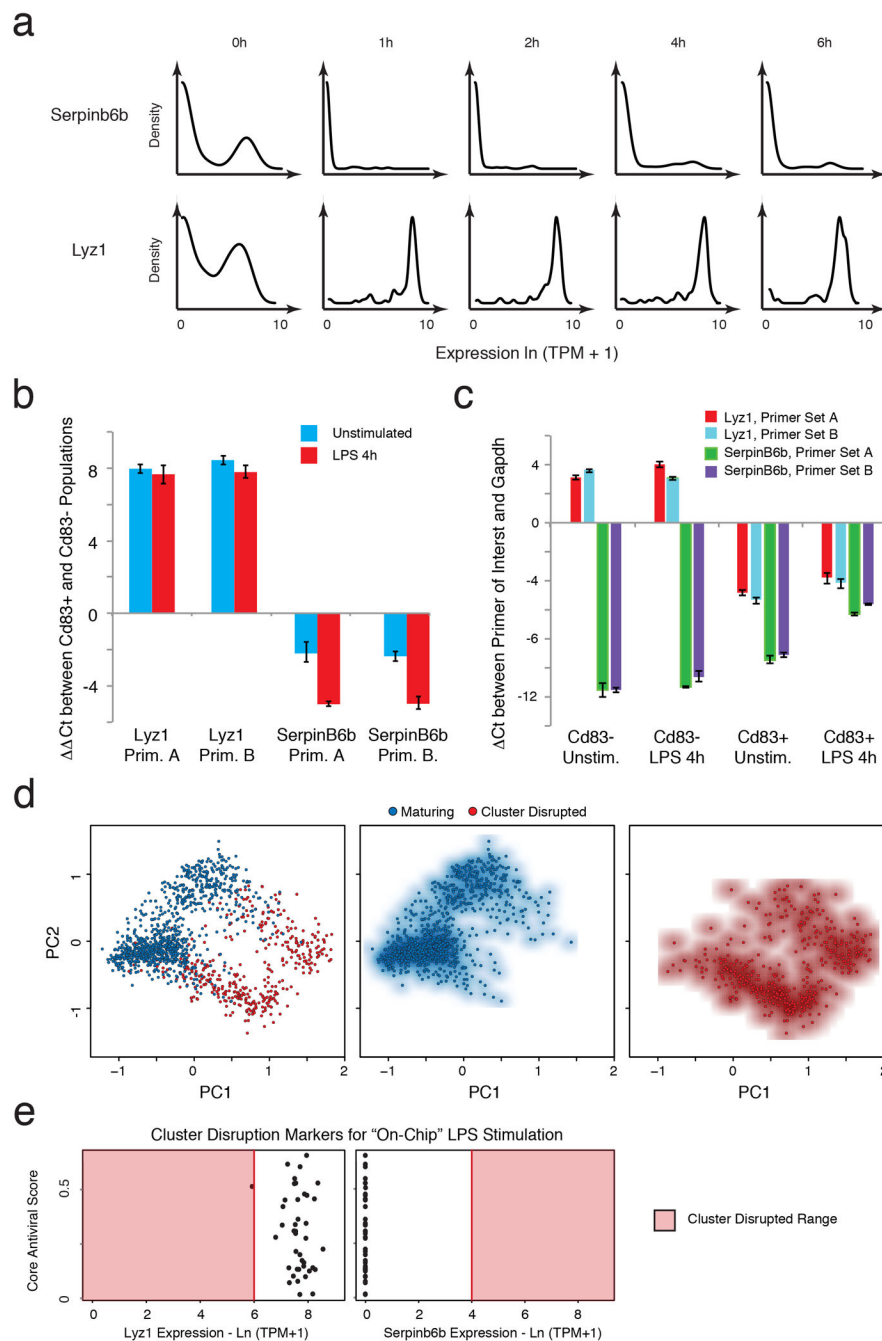 a
0h
1h
2h
4h
6h
Serpinb6b
Density
Lyz1
Density
0
10
0
10
0
10
0
10
0
10
Expression ln (TPM + 1)
b
ΔΔCt between Cd83+ and Cd83- Populations
8
4
0
-4
Unstimulated
LPS 4h
Lyz1
Prim. A
Lyz1
Prim. B
SerpinB6b
Prim. A
SerpinB6b
Prim. B.
c
ΔCt between Primer of Interst and Gapdh
4
0
-4
-6
-12
Lyz1, Primer Set A
Lyz1, Primer Set B
SerpinB6b, Primer Set A
SerpinB6b, Primer Set B
Cd83-
Unstim.
Cd83-
LPS 4h
Cd83+
Unstim.
Cd83+
LPS 4h
d
Maturing
Cluster Disrupted
PC2
1
0
-1
−1
0
1
2
PC1
−1
0
1
2
PC1
−1
0
1
2
PC1
e
Cluster Disruption Markers for “On-Chip” LPS Stimulation
Core Antiviral Score
0.5
0
0
2
4
6
8
Lyz1 Expression - Ln (TPM+1)
0
2
4
6
8
Serpinb6b Expression - Ln (TPM+1)
Cluster Disrupted Range